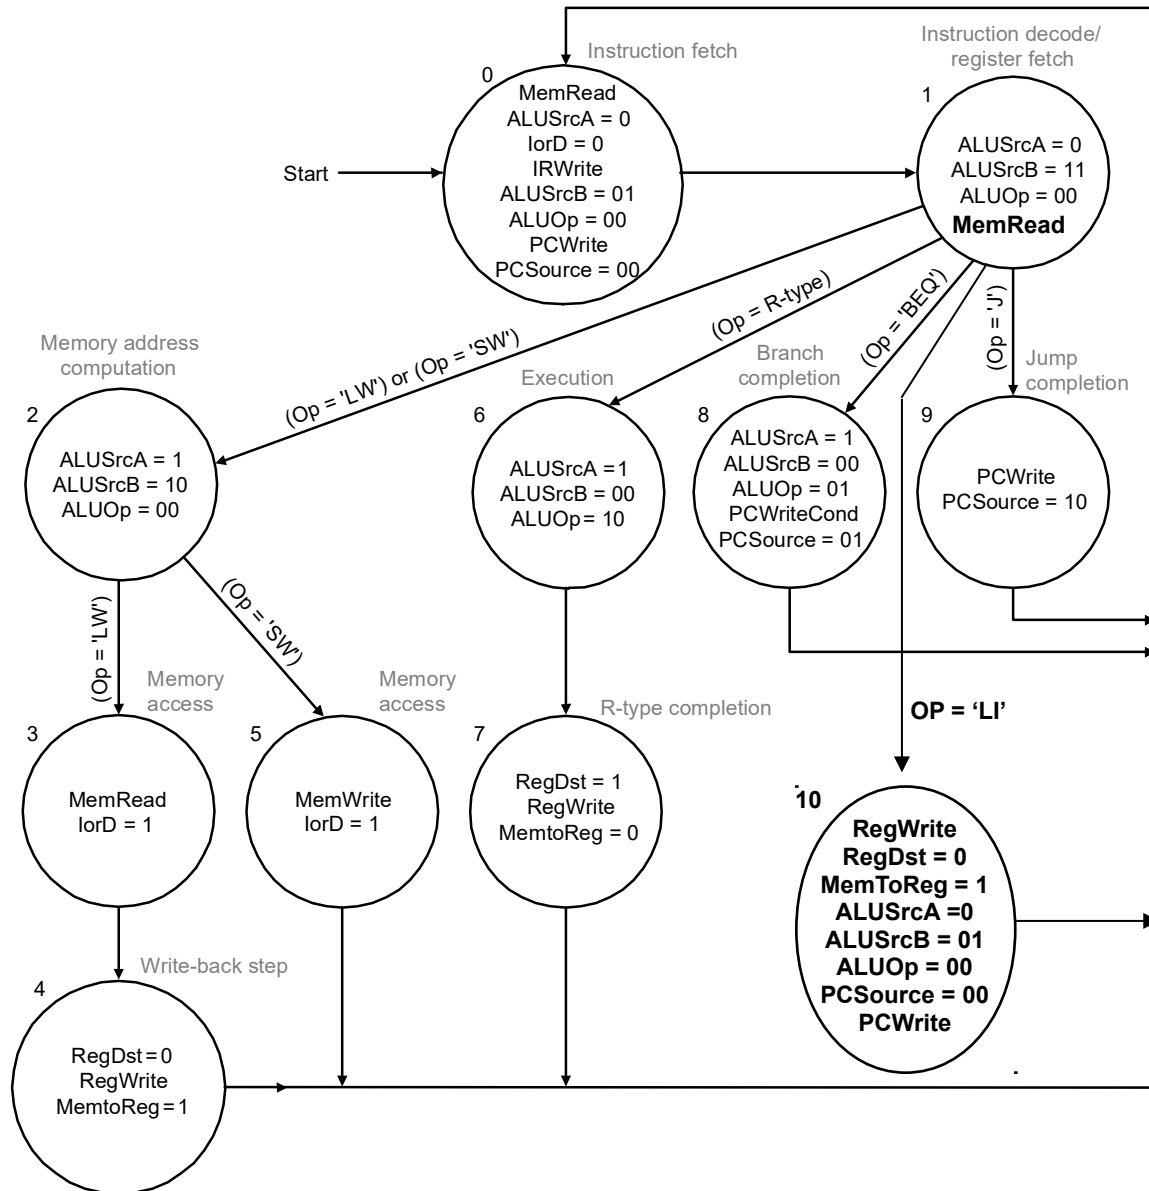 Instruction fetch
0
MemRead
ALUSrcA = 0
IorD = 0
IRWrite
ALUSrcB = 01
ALUOp = 00
PCWrite
PCSource = 00
Start
Instruction decode/
register fetch
1
ALUSrcA = 0
ALUSrcB = 11
ALUOp = 00
MemRead
(Op = 'LW') or (Op = 'SW')
(Op = R-type)
(Op = 'BEQ')
(Op = 'J')
Memory address
computation
2
ALUSrcA = 1
ALUSrcB = 10
ALUOp = 00
Execution
6
ALUSrcA =1
ALUSrcB = 00
ALUOp= 10
Branch
completion
8
ALUSrcA = 1
ALUSrcB = 00
ALUOp = 01
PCWriteCond
PCSource = 01
Jump
completion
9
PCWrite
PCSource = 10
(Op = 'LW')
(Op = 'SW')
Memory
access
3
MemRead
IorD = 1
Memory
access
5
MemWrite
IorD = 1
R-type completion
7
RegDst = 1
RegWrite
MemtoReg = 0
OP = ‘LI’
10
RegWrite
RegDst = 0
MemToReg = 1
ALUSrcA =0
ALUSrcB = 01
ALUOp = 00
PCSource = 00
PCWrite
Write-back step
4
RegDst=0
RegWrite
MemtoReg=1